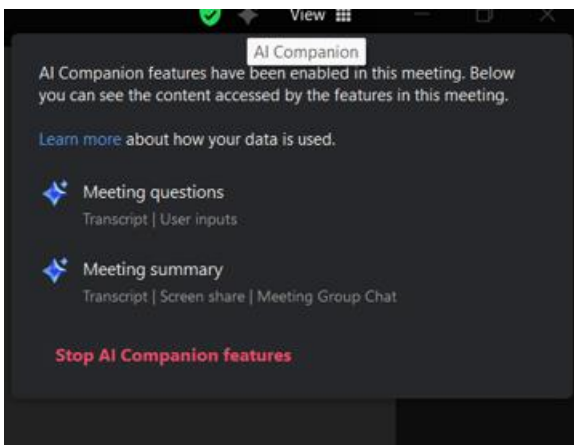 View
AI Companion
AI Companion features have been enabled in this meeting. Below
you can see the content accessed by the features in this meeting.
Learn more about how your data is used.
Meeting questions
Transcript | User inputs
Meeting summary
Transcript | Screen share | Meeting Group Chat
Stop AI Companion features